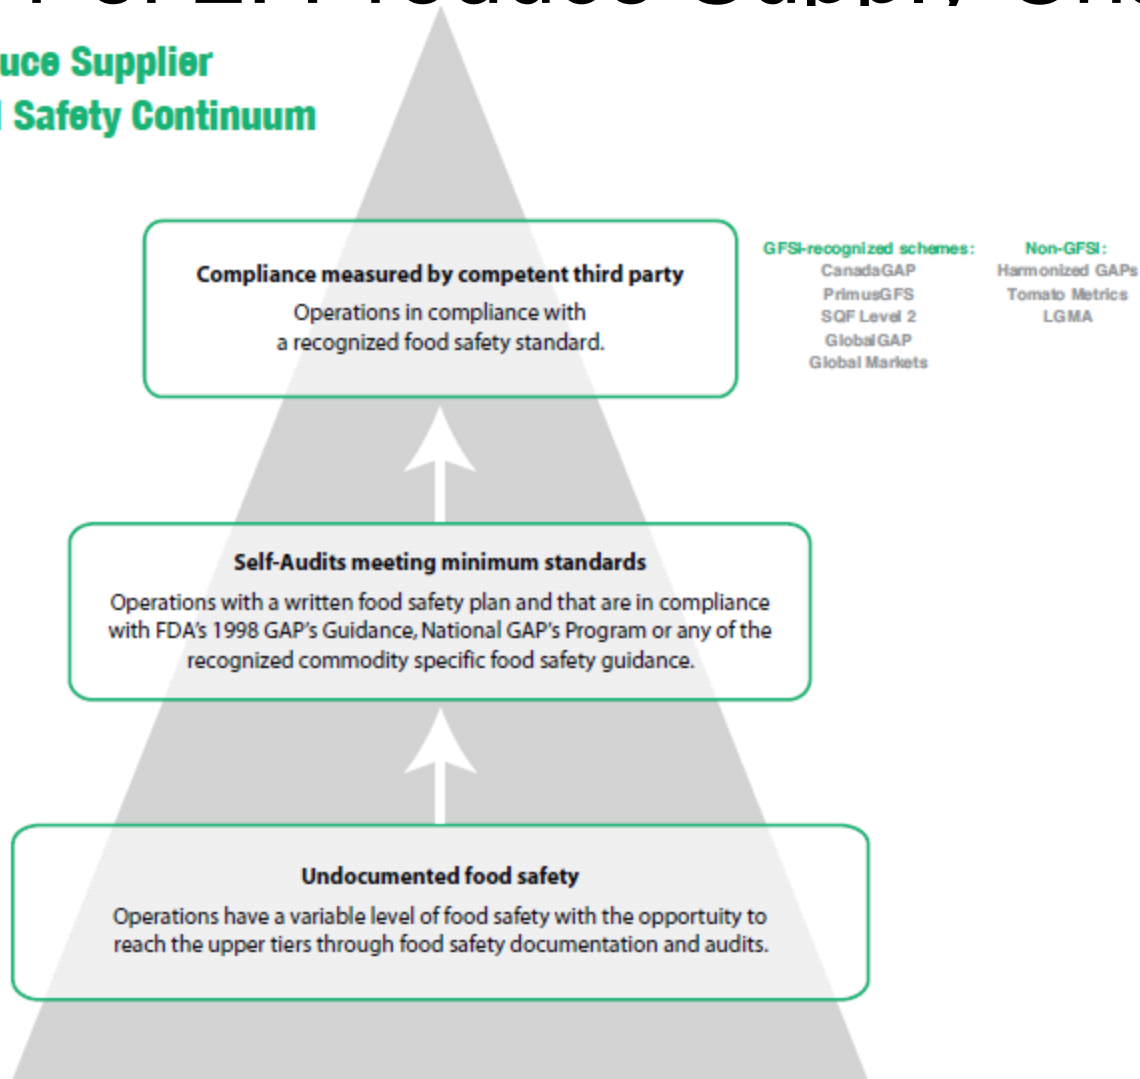 Produce Supply
uce Supplier
Safety Continuum
Compliance measured by competent third party
Operations in compliance with
a recognized food safety standard.
GFSI-recognized schemes:
CanadaGAP
PrimusGFS
SQF Level 2
GlobalGAP
Global Markets
Non-GFSI:
Harmonized GAPs
Tomato Metrics
LGMA
Self-Audits meeting minimum standards
Operations with a written food safety plan and that are in compliance
with FDA's 1998 GAP's Guidance, National GAP's Program or any of the
recognized commodity specific food safety guidance.
Undocumented food safety
Operations have a variable level of food safety with the opportuity to
reach the upper tiers through food safety documentation and audits.